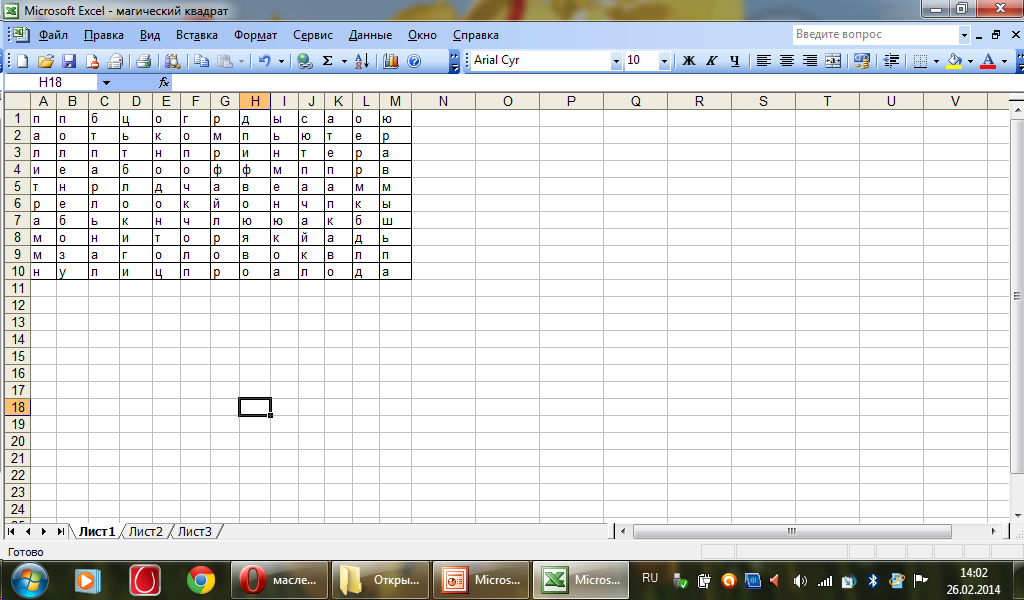 Microsoft Excel - магический квадрат
Файл Правка Вид Вставка Формат Сервис Данные Окно Справка Введите вопрос
Arial Cyr 10 Ж К Ч
H18 fx
A B C D E F G H I J K L M N O P Q R S T U V
1 п п б ц о г р д ы с а о ю
2 а о т ь к о м п ь ю т е р
3 л л п т н п р и н т е р а
4 и е а б о о ф ф м п п р в
5 т н р л д ч а в е а а м м
6 р е л о о к й о н ч п к ы
7 а б ь к н ч л ю ю а к б ш
8 м о н и т о р я к й а д ь
9 м з а г о л о в о к в л п
10 н у л и ц п р о а л о д а
11
12
13
14
15
16
17
18
19
20
21
22
23
24
Лист1 Лист2 Лист3
Готово
масле... Откры... Micros... Micros... RU 14:02
26.02.2014